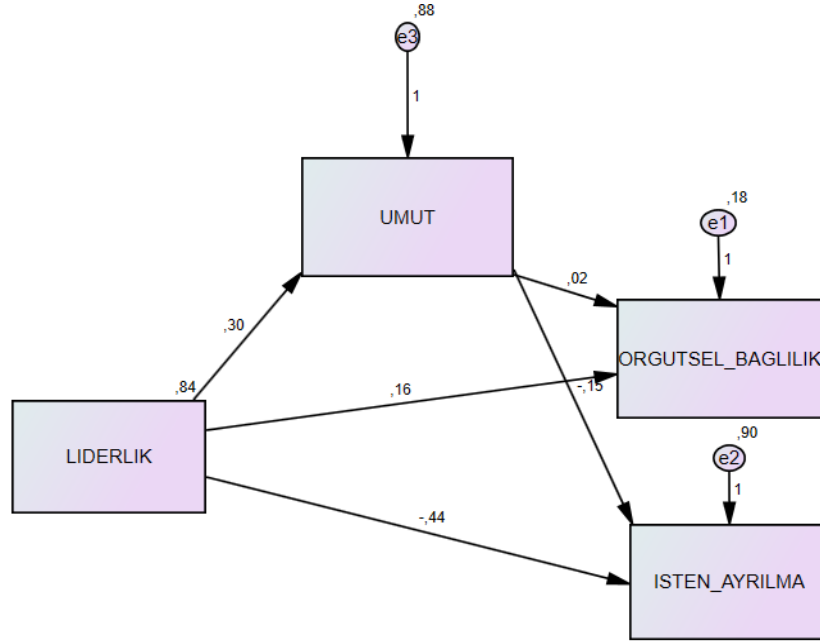 ,88
e3
1
UMUT
,18
e1
1
,02
,30
ORGUTSEL_BAGLILIK
,84
,16
-,15
LIDERLIK
,90
e2
1
-,44
ISTEN_AYRILMA